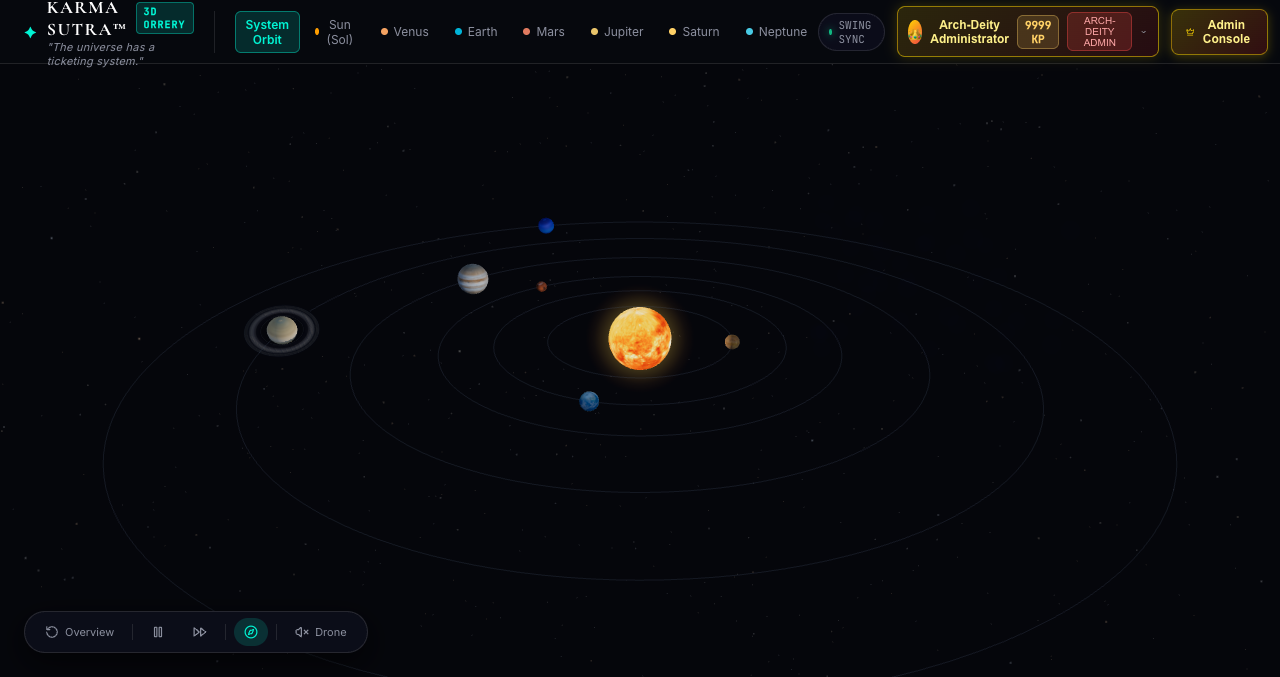 KARMA
SUTRA™
3D
ORRERY
"The universe has a
ticketing system."
System
Orbit
Sun
(Sol)
Venus
Earth
Mars
Jupiter
Saturn
Neptune
SWING
SYNC
Arch-Deity
Administrator
9999
KP
ARCH-
DEITY
ADMIN
Admin
Console
Overview
Drone